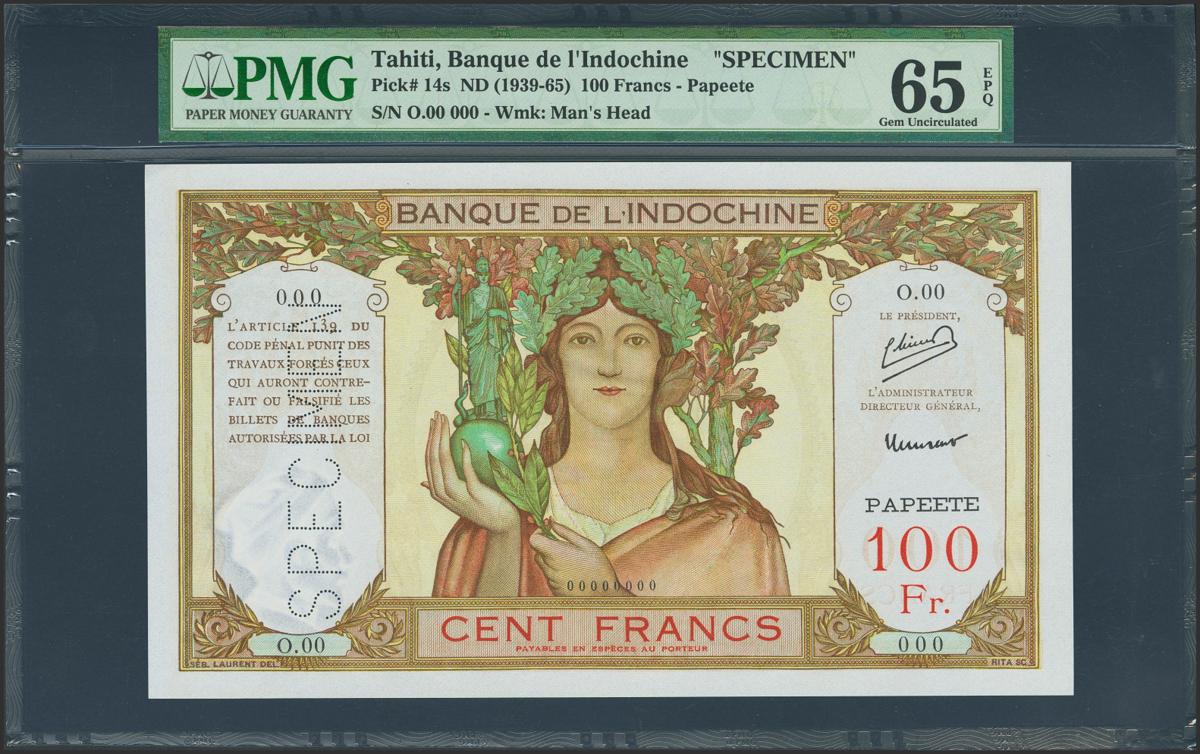 PMG
PAPER MONEY GUARANTY
Tahiti, Banque de l'Indochine "SPECIMEN"
Pick# 14s ND (1939-65) 100 Francs - Papeete
S/N O.00 000 - Wmk: Man's Head
65
EPQ
Gem Uncirculated
BANQUE DE L'INDOCHINE
000
L'ARTICLE 139 DU
CODE PÉNAL PUNIT DES
TRAVAUX FORCÉS CEUX
QUI AURONT CONTRE-
FAIT OU FALSIFIÉ LES
BILLETS DE BANQUES
AUTORISÉES PAR LA LOI
SPECIMEN
O.00
LE PRÉSIDENT,
L'ADMINISTRATEUR
DIRECTEUR GÉNÉRAL,
PAPEETE
100
Fr.
00000000
O.00
CENT FRANCS
PAYABLES EN ESPÈCES AU PORTEUR
000
SÉB. LAURENT DEL.
RITA SC.